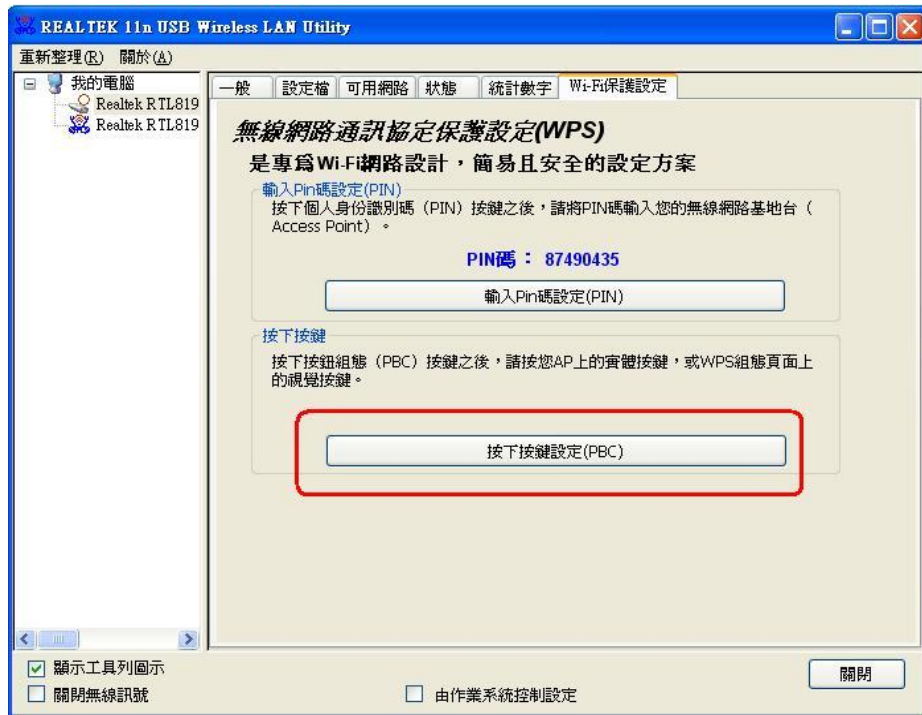 REALTEK 11n USB Wireless LAN Utility
重新整理(R) 關於(A)
我的電腦
Realtek RTL819
Realtek RTL819
一般 設定檔 可用網路 狀態 統計數字 Wi-Fi保護設定
無線網路通訊協定保護設定(WPS)
是專爲Wi-Fi網路設計,簡易且安全的設定方案
輸入Pin碼設定(PIN)
按下個人身份識別碼(PIN)按鍵之後,請將PIN碼輸入您的無線網路基地台(
Access Point)。
PIN碼: 87490435
輸入Pin碼設定(PIN)
按下按鍵
按下按鈕組態(PBC)按鍵之後,請按您AP上的實體按鍵,或WPS組態頁面上
的視覺按鍵。
按下按鍵設定(PBC)
顯示工具列圖示
關閉無線訊號
由作業系統控制設定
關閉